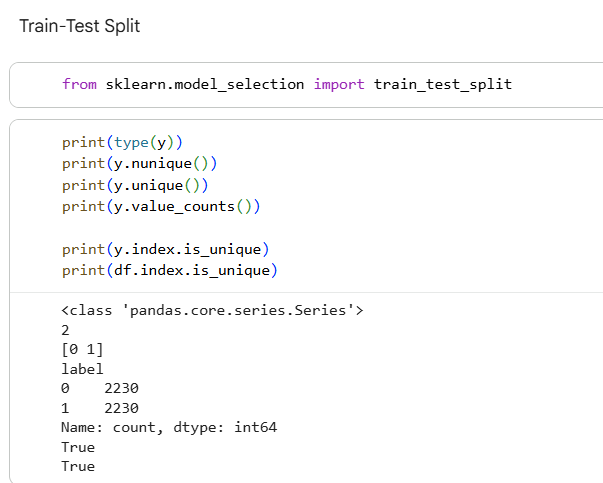 Train-Test Split
from sklearn.model_selection import train_test_split
print(type(y))
print(y.nunique())
print(y.unique())
print(y.value_counts())
print(y.index.is_unique)
print(df.index.is_unique)
<class 'pandas.core.series.Series'>
2
[0 1]
label
0    2230
1    2230
Name: count, dtype: int64
True
True